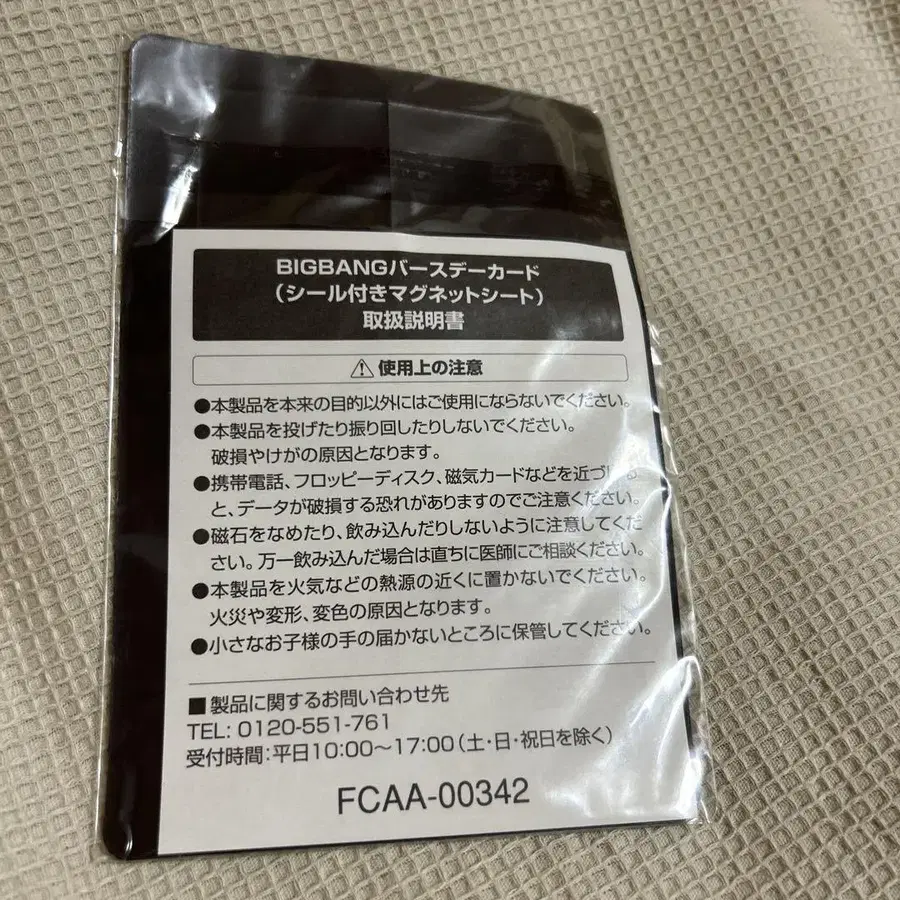 BIGBANGバースデーカード
(シール付きマグネットシート)
取扱説明書
⚠使用上の注意
●本製品を本来の目的以外にはご使用にならないでください。
●本製品を投げたり振り回したりしないでください。
破損やけがの原因となります。
●携帯電話、フロッピーディスク、磁気カードなどを近づ
と、データが破損する恐れがありますのでご注意ください。
●磁石をなめたり、飲み込んだりしないように注意してくだ
さい。万一飲み込んだ場合は直ちに医師にご相談ください。
●本製品を火気などの熱源の近くに置かないでください。
火災や変形、変色の原因となります。
●小さなお子様の手の届かないところに保管してください。
■製品に関するお問い合わせ先
TEL: 0120-551-761
受付時間:平日10:00〜17:00(土・日・祝日を除く)
FCAA-00342